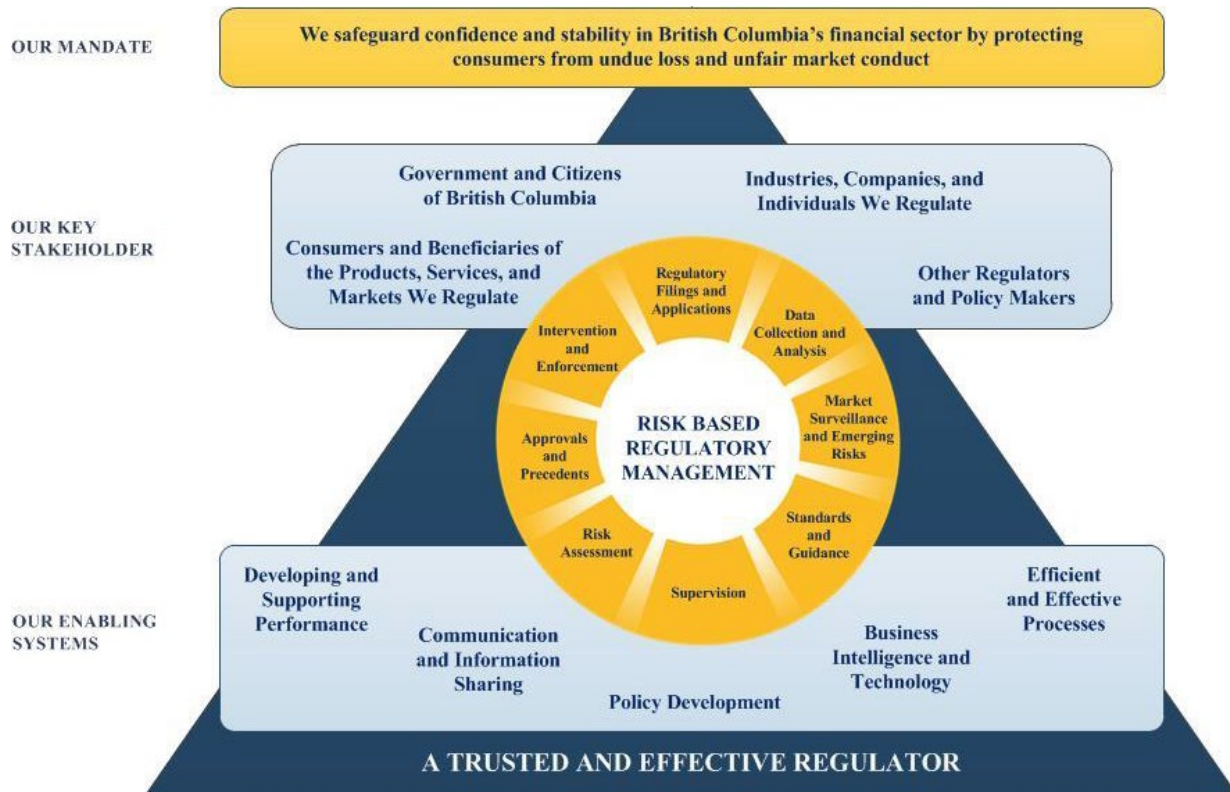 OUR MANDATE
We safeguard confidence and stability in British Columbia's financial sector by protecting
consumers from undue loss and unfair market conduct
OUR KEY
STAKEHOLDER
Government and Citizens
of British Columbia
Industries, Companies, and
Individuals We Regulate
Consumers and Beneficiaries of
the Products, Services, and
Markets We Regulate
Other Regulators
and Policy Makers
Regulatory
Filings and
Applications
Data
Collection and
Analysis
Market
Surveillance
and Emerging
Risks
Standards
and
Guidance
Supervision
Risk
Assessment
Approvals
and
Precedents
Intervention
and
Enforcement
RISK BASED
REGULATORY
MANAGEMENT
OUR ENABLING
SYSTEMS
Developing and
Supporting
Performance
Communication
and Information
Sharing
Policy Development
Business
Intelligence and
Technology
Efficient
and Effective
Processes
A TRUSTED AND EFFECTIVE REGULATOR